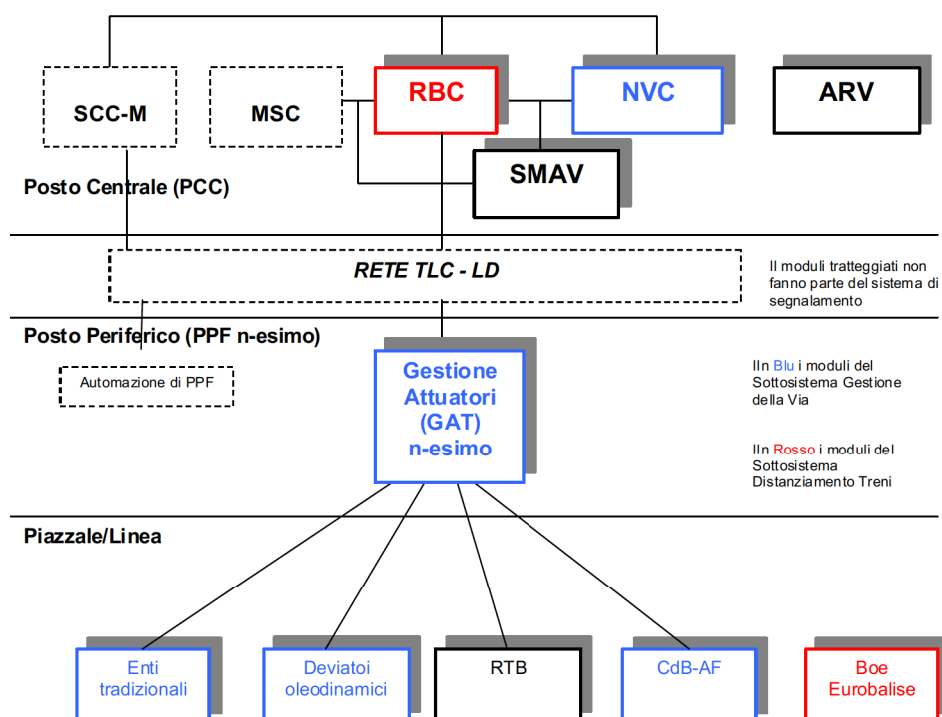 SCC-M
MSC
RBC
NVC
ARV
SMAV
Posto Centrale (PCC)
RETE TLC - LD
Il moduli tratteggiati non
fanno parte del sistema di
segnalamento
Posto Periferico (PPF n-esimo)
Automazione di PPF
Gestione
Attuatori
(GAT)
n-esimo
IIn Blu i moduli del
Sottosistema Gestione
della Via
IIn Rosso i moduli del
Sottosistema
Distanziamento Treni
Piazzale/Linea
Enti
tradizionali
Deviatoi
oleodinamici
RTB
CdB-AF
Boe
Eurobalise